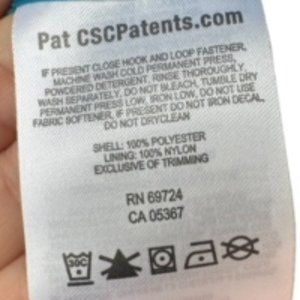 Pat CSCPatents.com
IF PRESENT CLOSE HOOK AND LOOP FASTENER,
MACHINE WASH COLD PERMANENT PRESS,
POWDERED DETERGENT, RINSE THOROUGHLY.
WASH SEPARATELY, DO NOT BLEACH, TUMBLE DRY
PERMANENT PRESS LOW, IRON LOW, DO NOT USE
FABRIC SOFTENER, IF PRESENT DO NOT IRON DECAL,
DO NOT DRYCLEAN
SHELL: 100% POLYESTER
LINING: 100% NYLON
EXCLUSIVE OF TRIMMING
RN 69724
CA 05367
30C